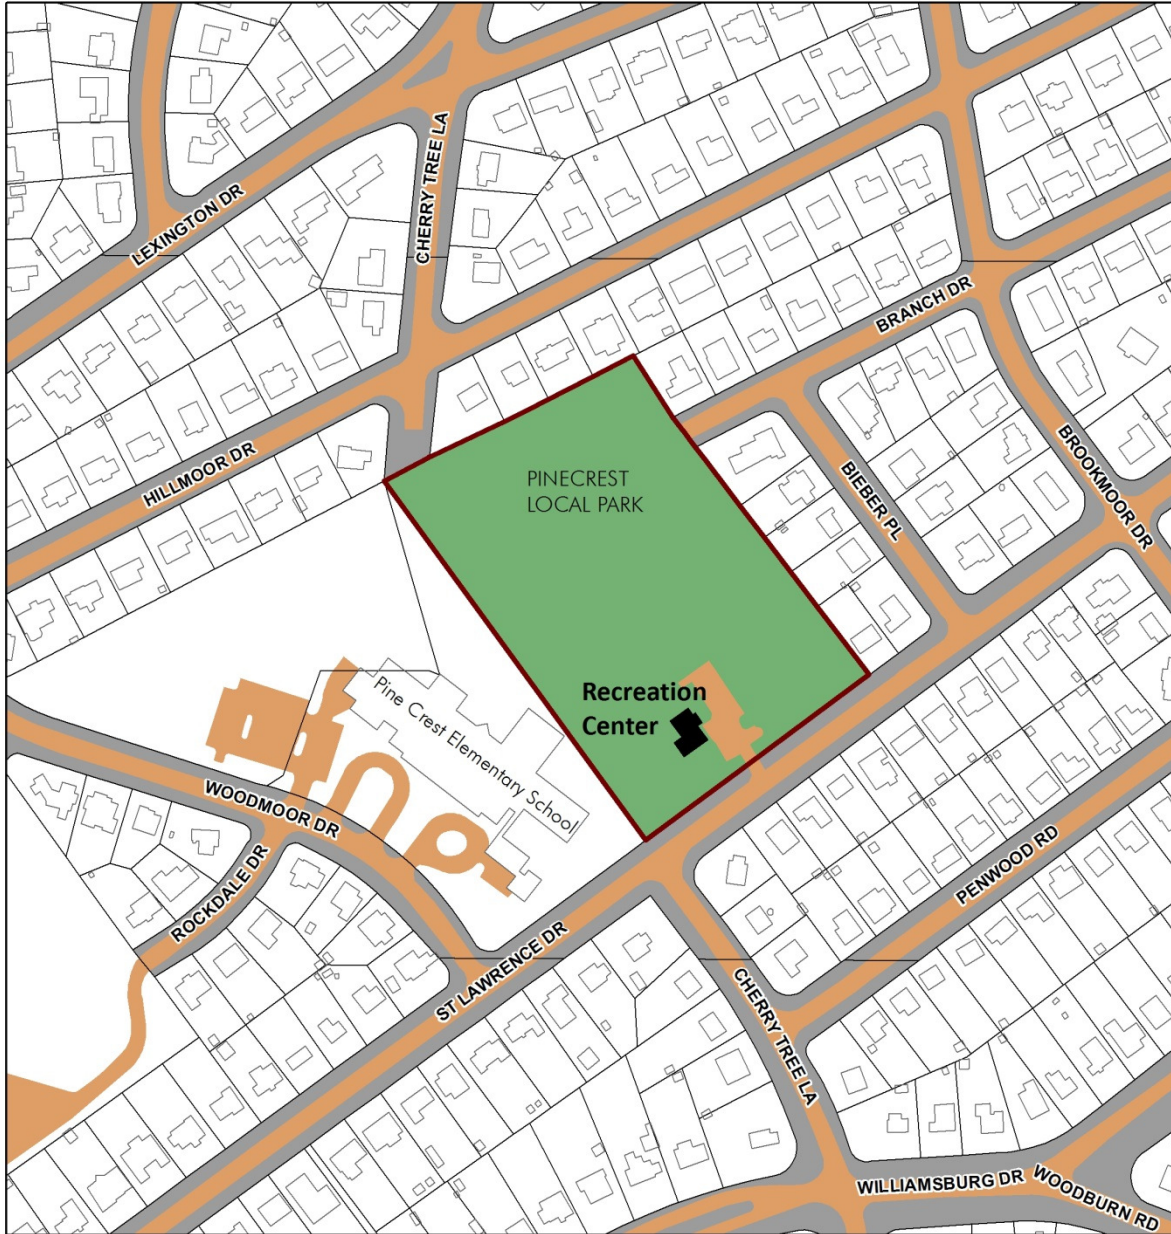 LEXINGTON DR
CHERRY TREE LA
BRANCH DR
HILLMOOR DR
PINECREST
LOCAL PARK
BIEBER PL
BROOKMOOR DR
Recreation
Center
Pine Crest Elementary School
WOODMOOR DR
ROCKDALE DR
PENWOOD RD
ST LAWRENCE DR
CHERRY TREE LA
WILLIAMSBURG DR
WOODBURN RD